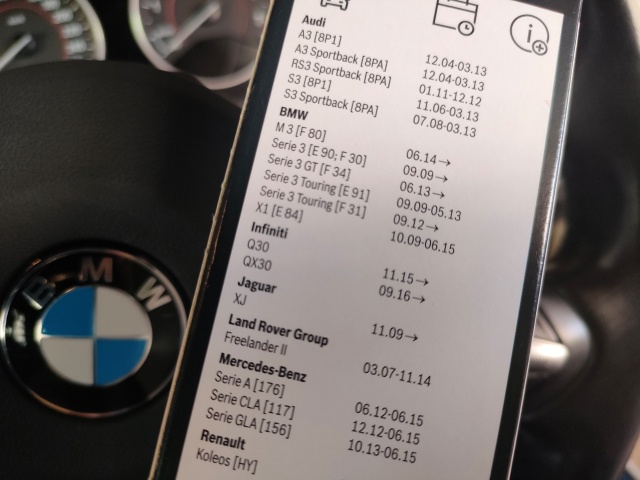 Audi
A3 [8P1] 12.04-03.13
A3 Sportback [8PA] 12.04-03.13
RS3 Sportback [8PA] 01.11-12.12
S3 [8P1] 11.06-03.13
S3 Sportback [8PA] 07.08-03.13
BMW
M 3 [F 80] 06.14→
Serie 3 [E 90; F 30] 09.09→
Serie 3 GT [F 34] 06.13→
Serie 3 Touring [E 91] 09.09-05.13
Serie 3 Touring [F 31] 09.12→
X1 [E 84] 10.09-06.15
Infiniti
Q30 11.15→
QX30 09.16→
Jaguar
XJ 11.09→
Land Rover Group
Freelander II 03.07-11.14
Mercedes-Benz
Serie A [176] 06.12-06.15
Serie CLA [117] 12.12-06.15
Serie GLA [156] 10.13-06.15
Renault
Koleos [HY]
BMW